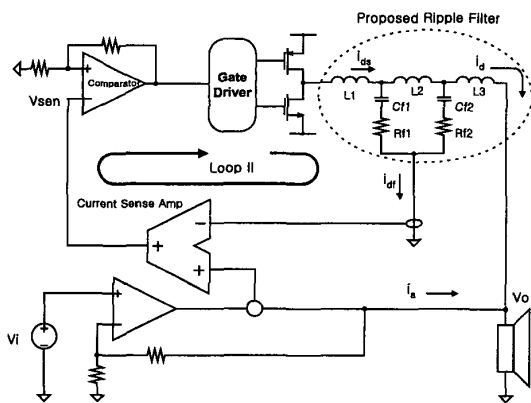 Proposed Ripple Filter
ids
id
Comparator
Gate
Driver
L1
L2
L3
Cf1
Cf2
Vsen
Rf1
Rf2
Loop II
idf
Current Sense Amp
ia
Vo
Vi